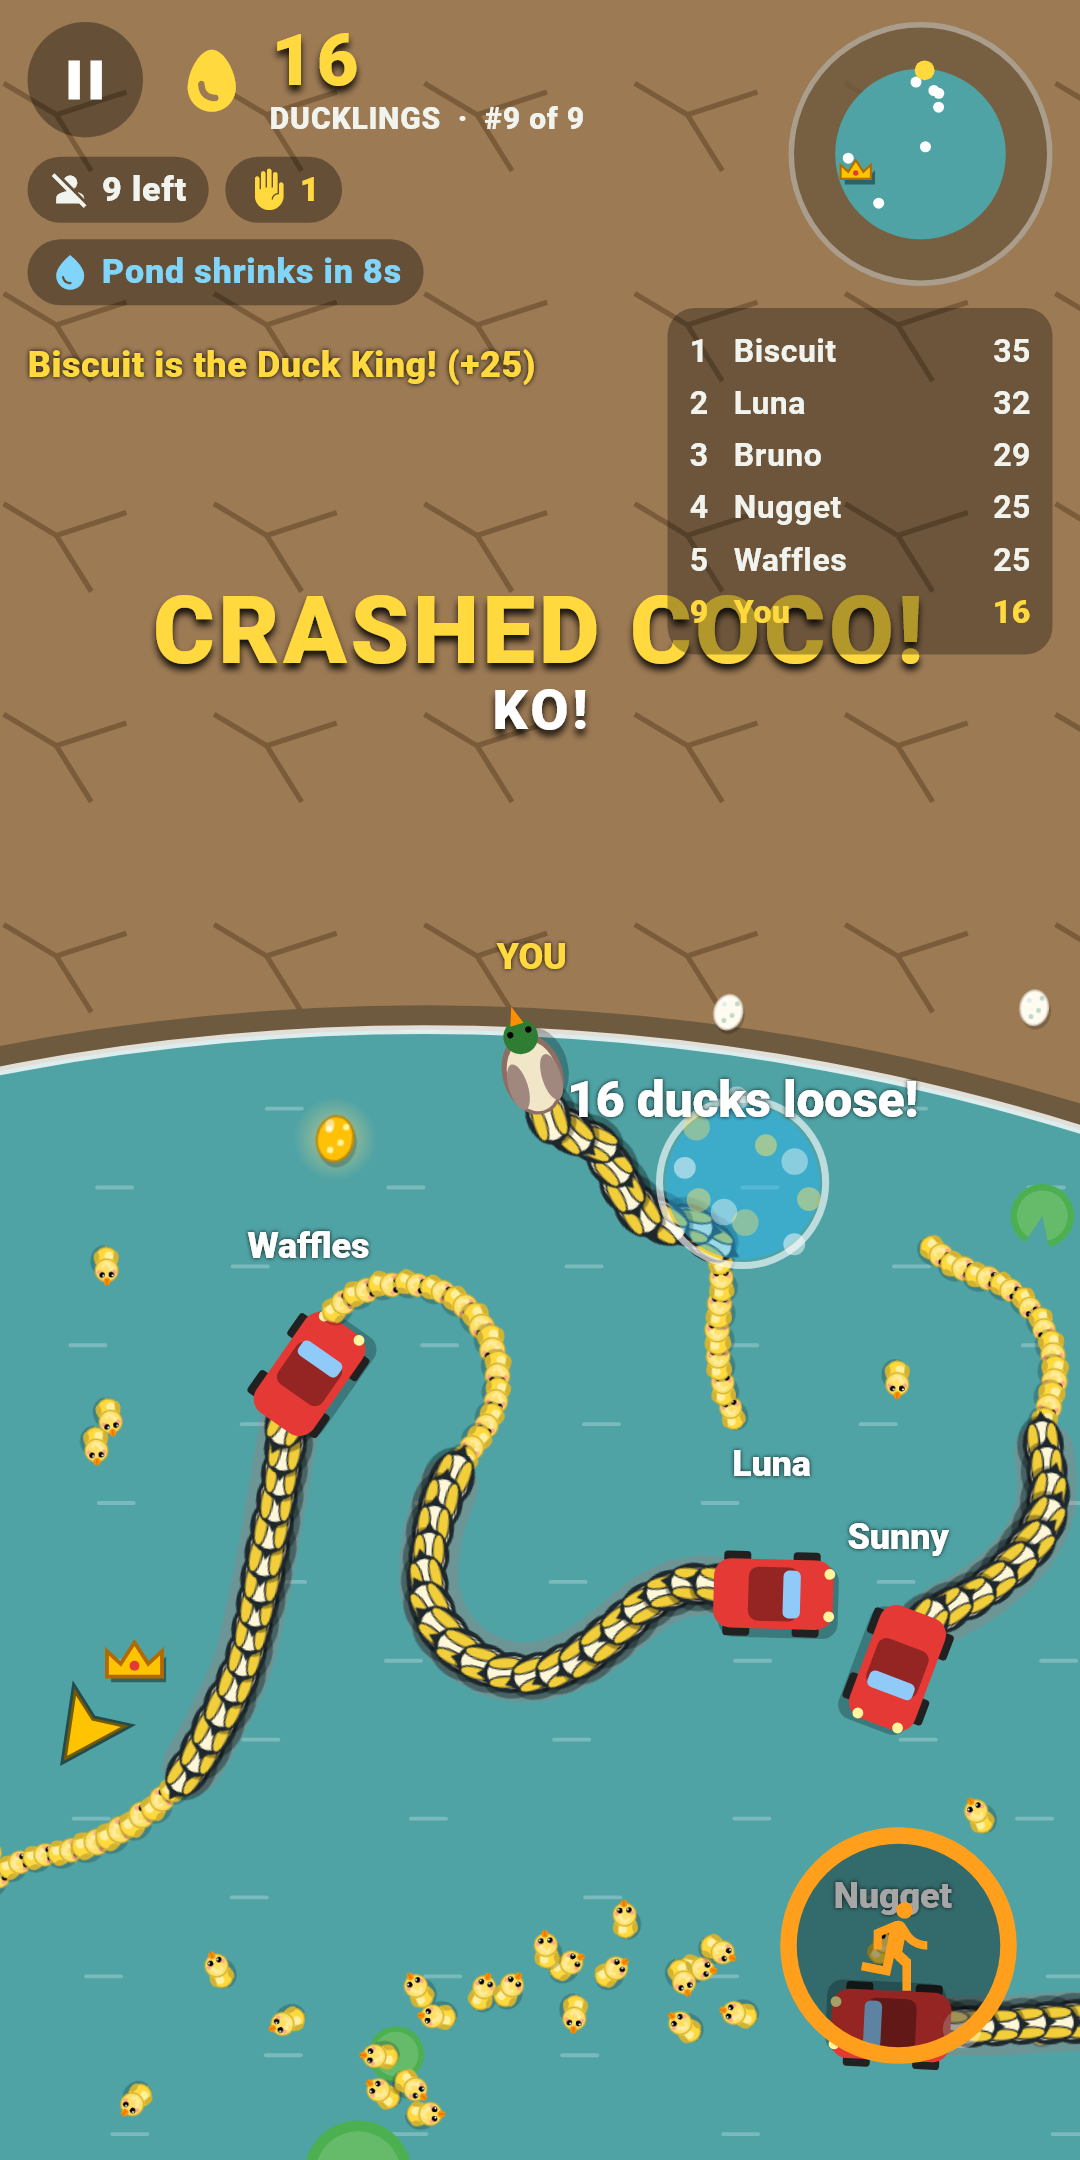 16
DUCKLINGS · #9 of 9
9 left
1
Pond shrinks in 8s
Biscuit is the Duck King! (+25)
1 Biscuit 35
2 Luna 32
3 Bruno 29
4 Nugget 25
5 Waffles 25
9 You 16
CRASHED COCO!
KO!
YOU
16 ducks loose!
Waffles
Luna
Sunny
Nugget